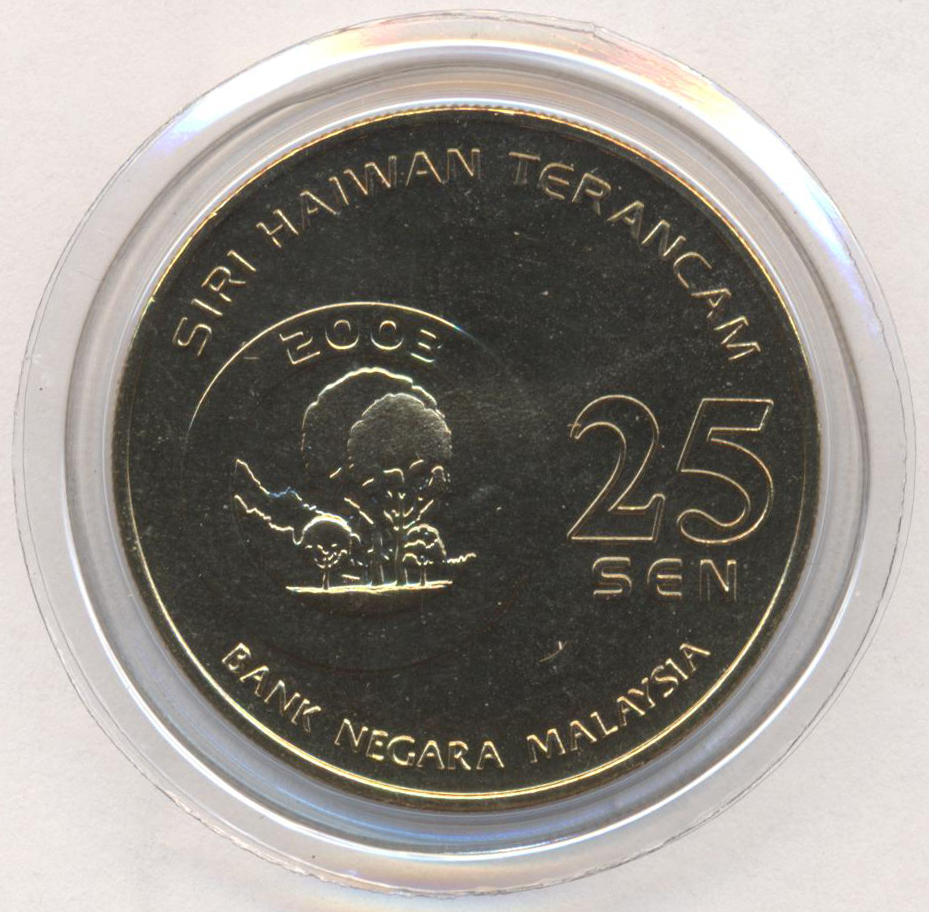 SIRI HAIWAN TERANCAM
2003
25
SEN
BANK NEGARA MALAYSIA